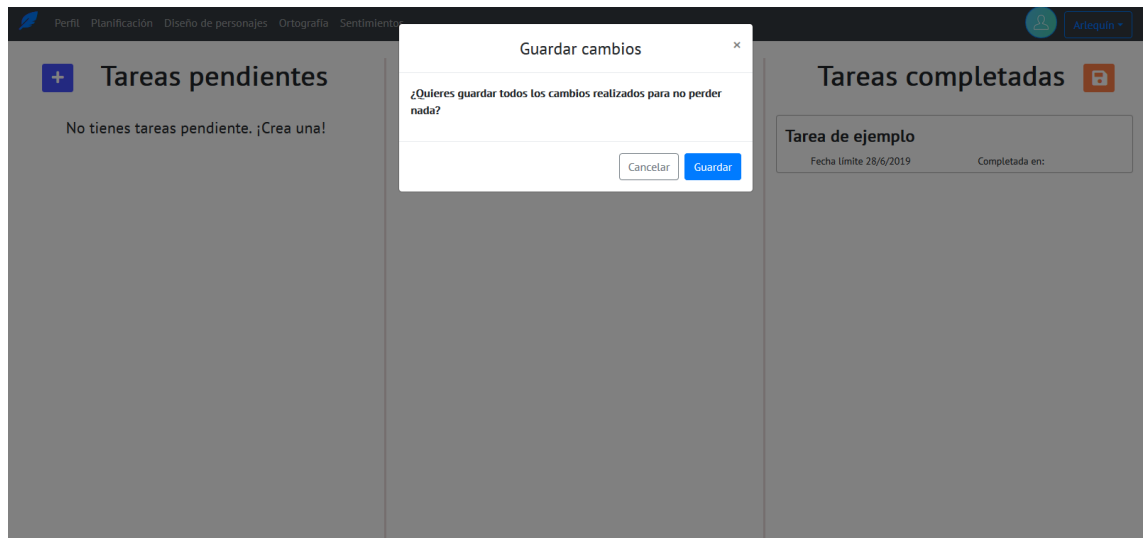 Perfil Planificación Diseño de personajes Ortografía Sentimientos
Arlequin
Guardar cambios
×
¿Quieres guardar todos los cambios realizados para no perder
nada?
Cancelar Guardar
+ Tareas pendientes
No tienes tareas pendiente. ¡Crea una!
Tareas completadas
Tarea de ejemplo
Fecha límite 28/6/2019 Completada en: